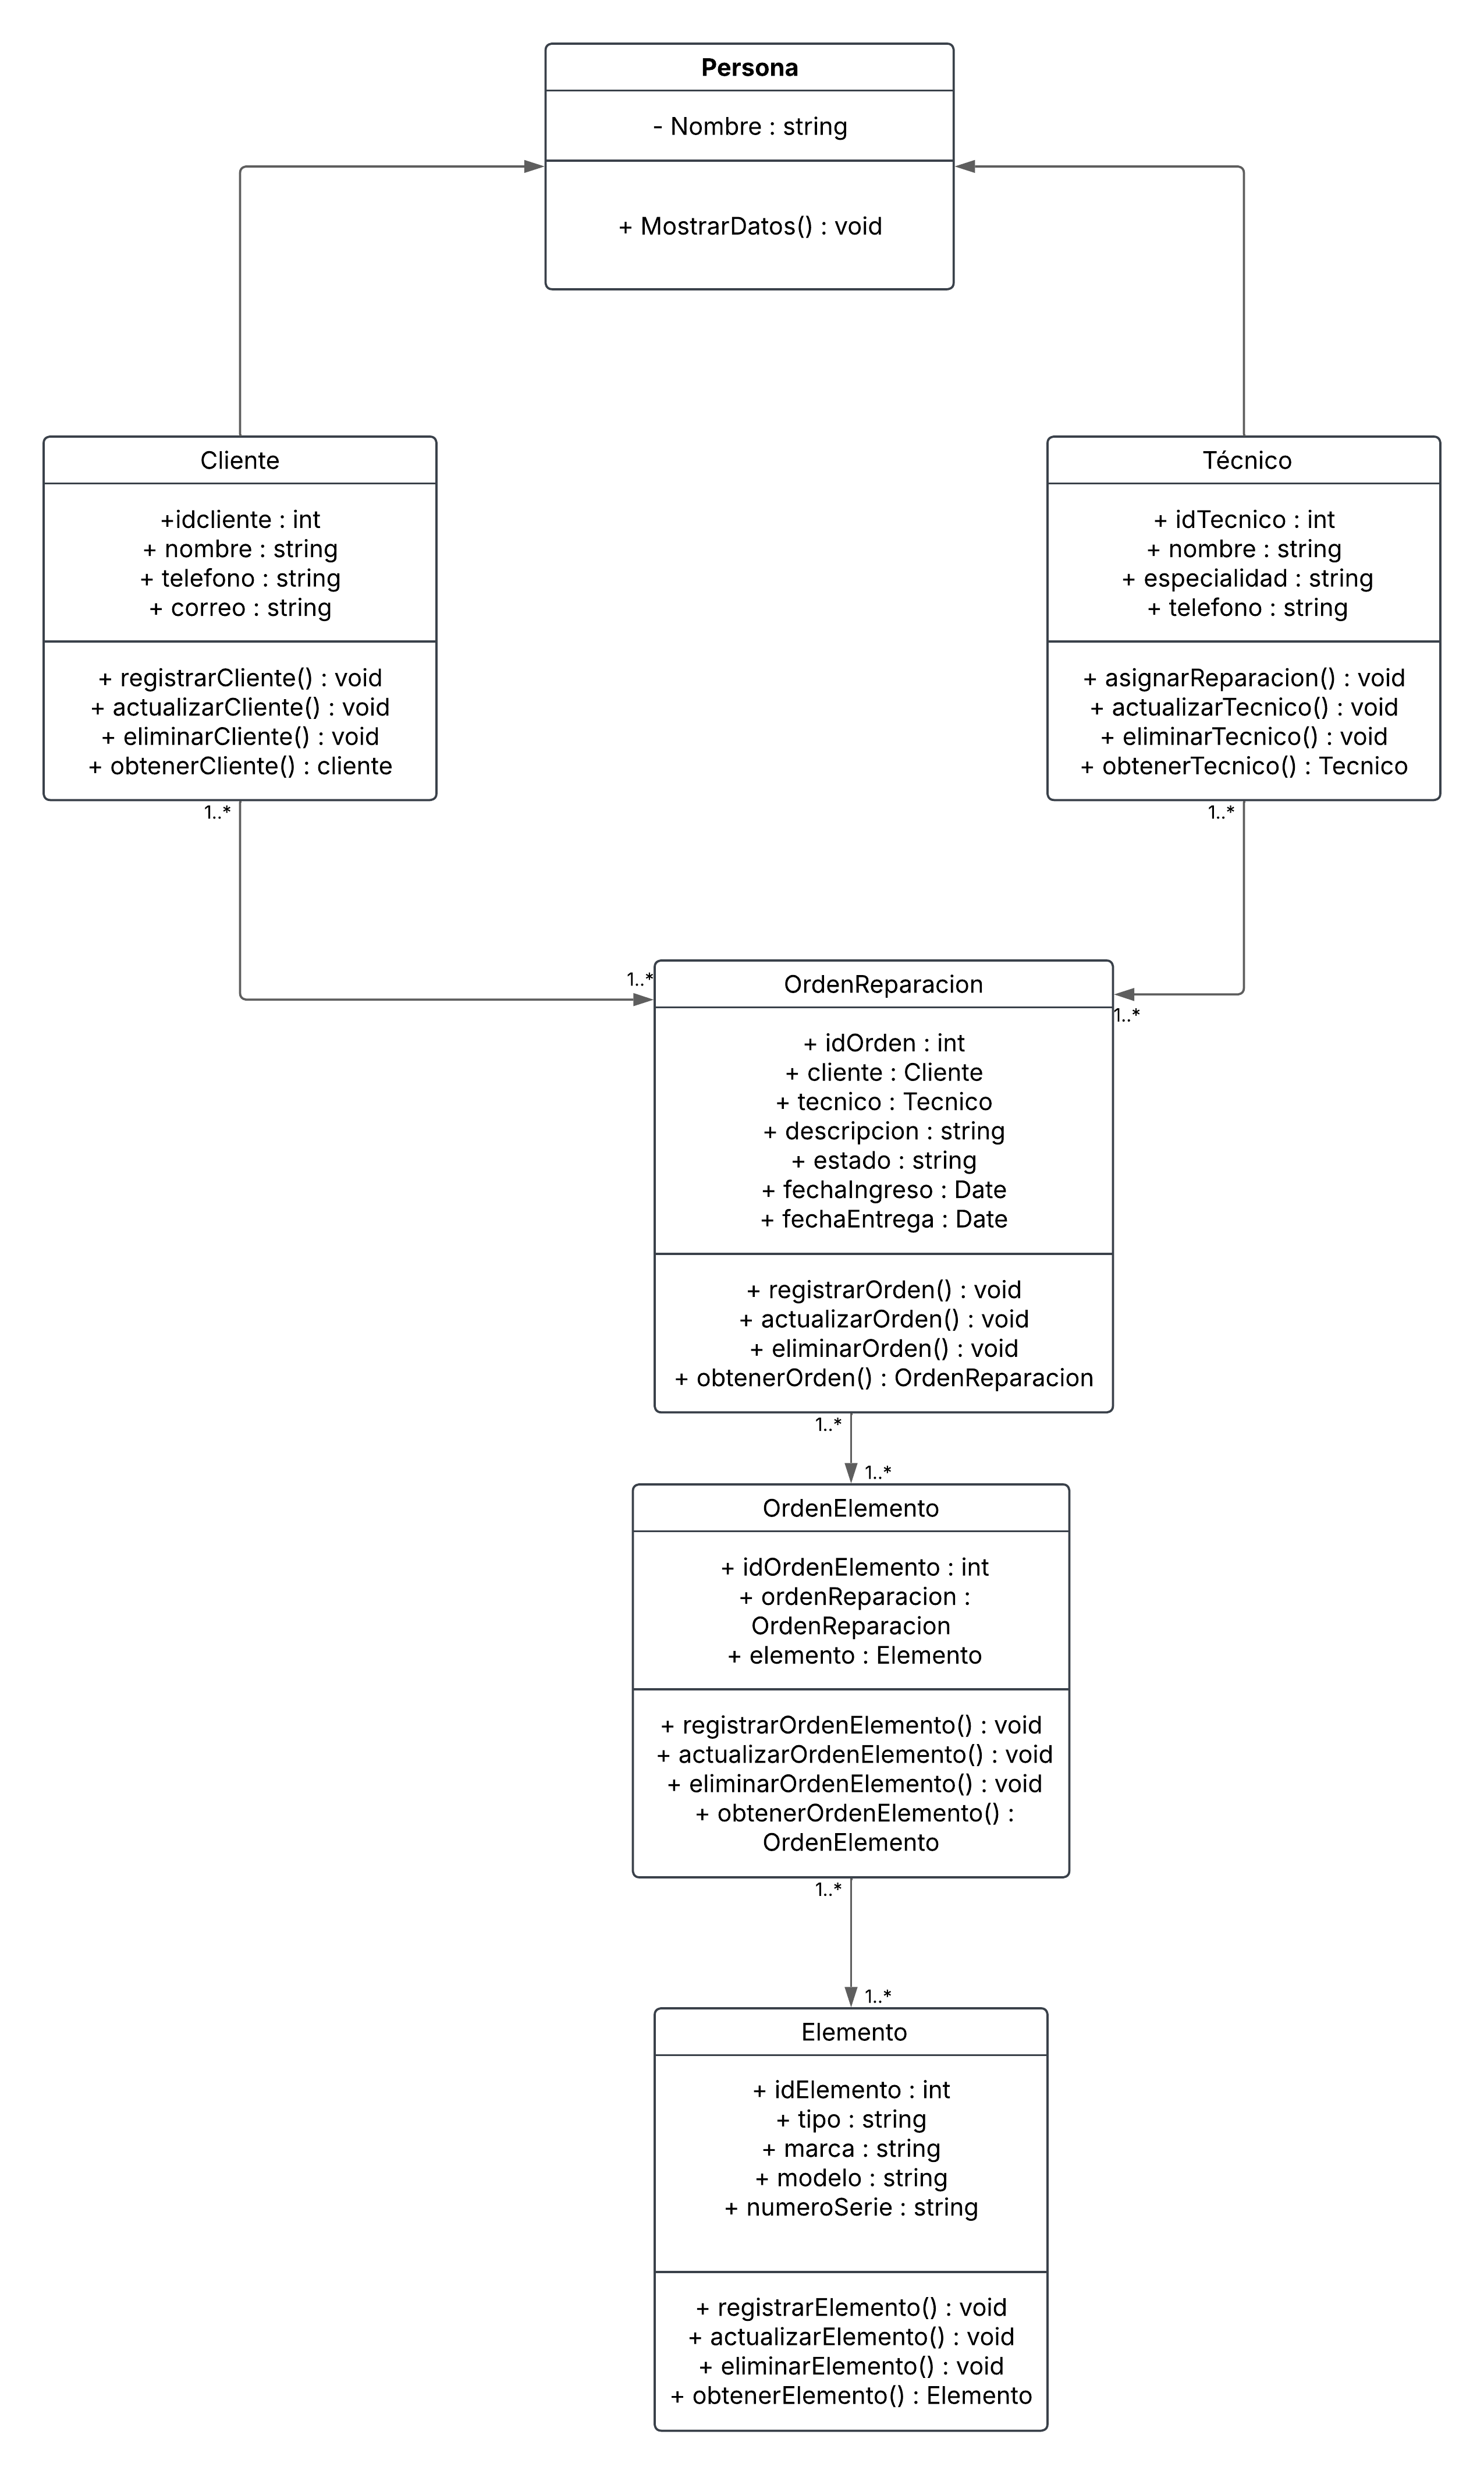 Persona
- Nombre : string
+ MostrarDatos() : void
Cliente
+idcliente : int
+ nombre : string
+ telefono : string
+ correo : string
+ registrarCliente() : void
+ actualizarCliente() : void
+ eliminarCliente() : void
+ obtenerCliente() : cliente
1..*
Técnico
+ idTecnico : int
+ nombre : string
+ especialidad : string
+ telefono : string
+ asignarReparacion() : void
+ actualizarTecnico() : void
+ eliminarTecnico() : void
+ obtenerTecnico() : Tecnico
1..*
1..*
1..*
OrdenReparacion
+ idOrden : int
+ cliente : Cliente
+ tecnico : Tecnico
+ descripcion : string
+ estado : string
+ fechaIngreso : Date
+ fechaEntrega : Date
+ registrarOrden() : void
+ actualizarOrden() : void
+ eliminarOrden() : void
+ obtenerOrden() : OrdenReparacion
1..*
1..*
OrdenElemento
+ idOrdenElemento : int
+ ordenReparacion :
OrdenReparacion
+ elemento : Elemento
+ registrarOrdenElemento() : void
+ actualizarOrdenElemento() : void
+ eliminarOrdenElemento() : void
+ obtenerOrdenElemento() :
OrdenElemento
1..*
1..*
Elemento
+ idElemento : int
+ tipo : string
+ marca : string
+ modelo : string
+ numeroSerie : string
+ registrarElemento() : void
+ actualizarElemento() : void
+ eliminarElemento() : void
+ obtenerElemento() : Elemento